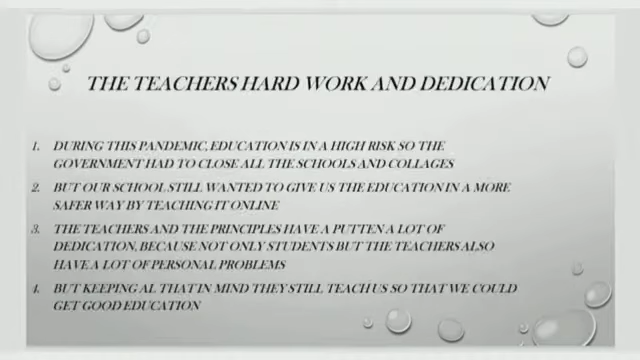 THE TEACHERS HARD WORK AND DEDICATION
1. DURING THIS PANDEMIC, EDUCATION IS IN A HIGH RISK SO THE
GOVERNMENT HAD TO CLOSE ALL THE SCHOOLS AND COLLAGES
2. BUT OUR SCHOOL STILL WANTED TO GIVE US THE EDUCATION IN A MORE
SAFER WAY BY TEACHING IT ONLINE
3. THE TEACHERS AND THE PRINCIPLES HAVE A PUTTEN A LOT OF
DEDICATION, BECAUSE NOT ONLY STUDENTS BUT THE TEACHERS ALSO
HAVE A LOT OF PERSONAL PROBLEMS
4. BUT KEEPING AL THAT IN MIND THEY STILL TEACH US SO THAT WE COULD
GET GOOD EDUCATION